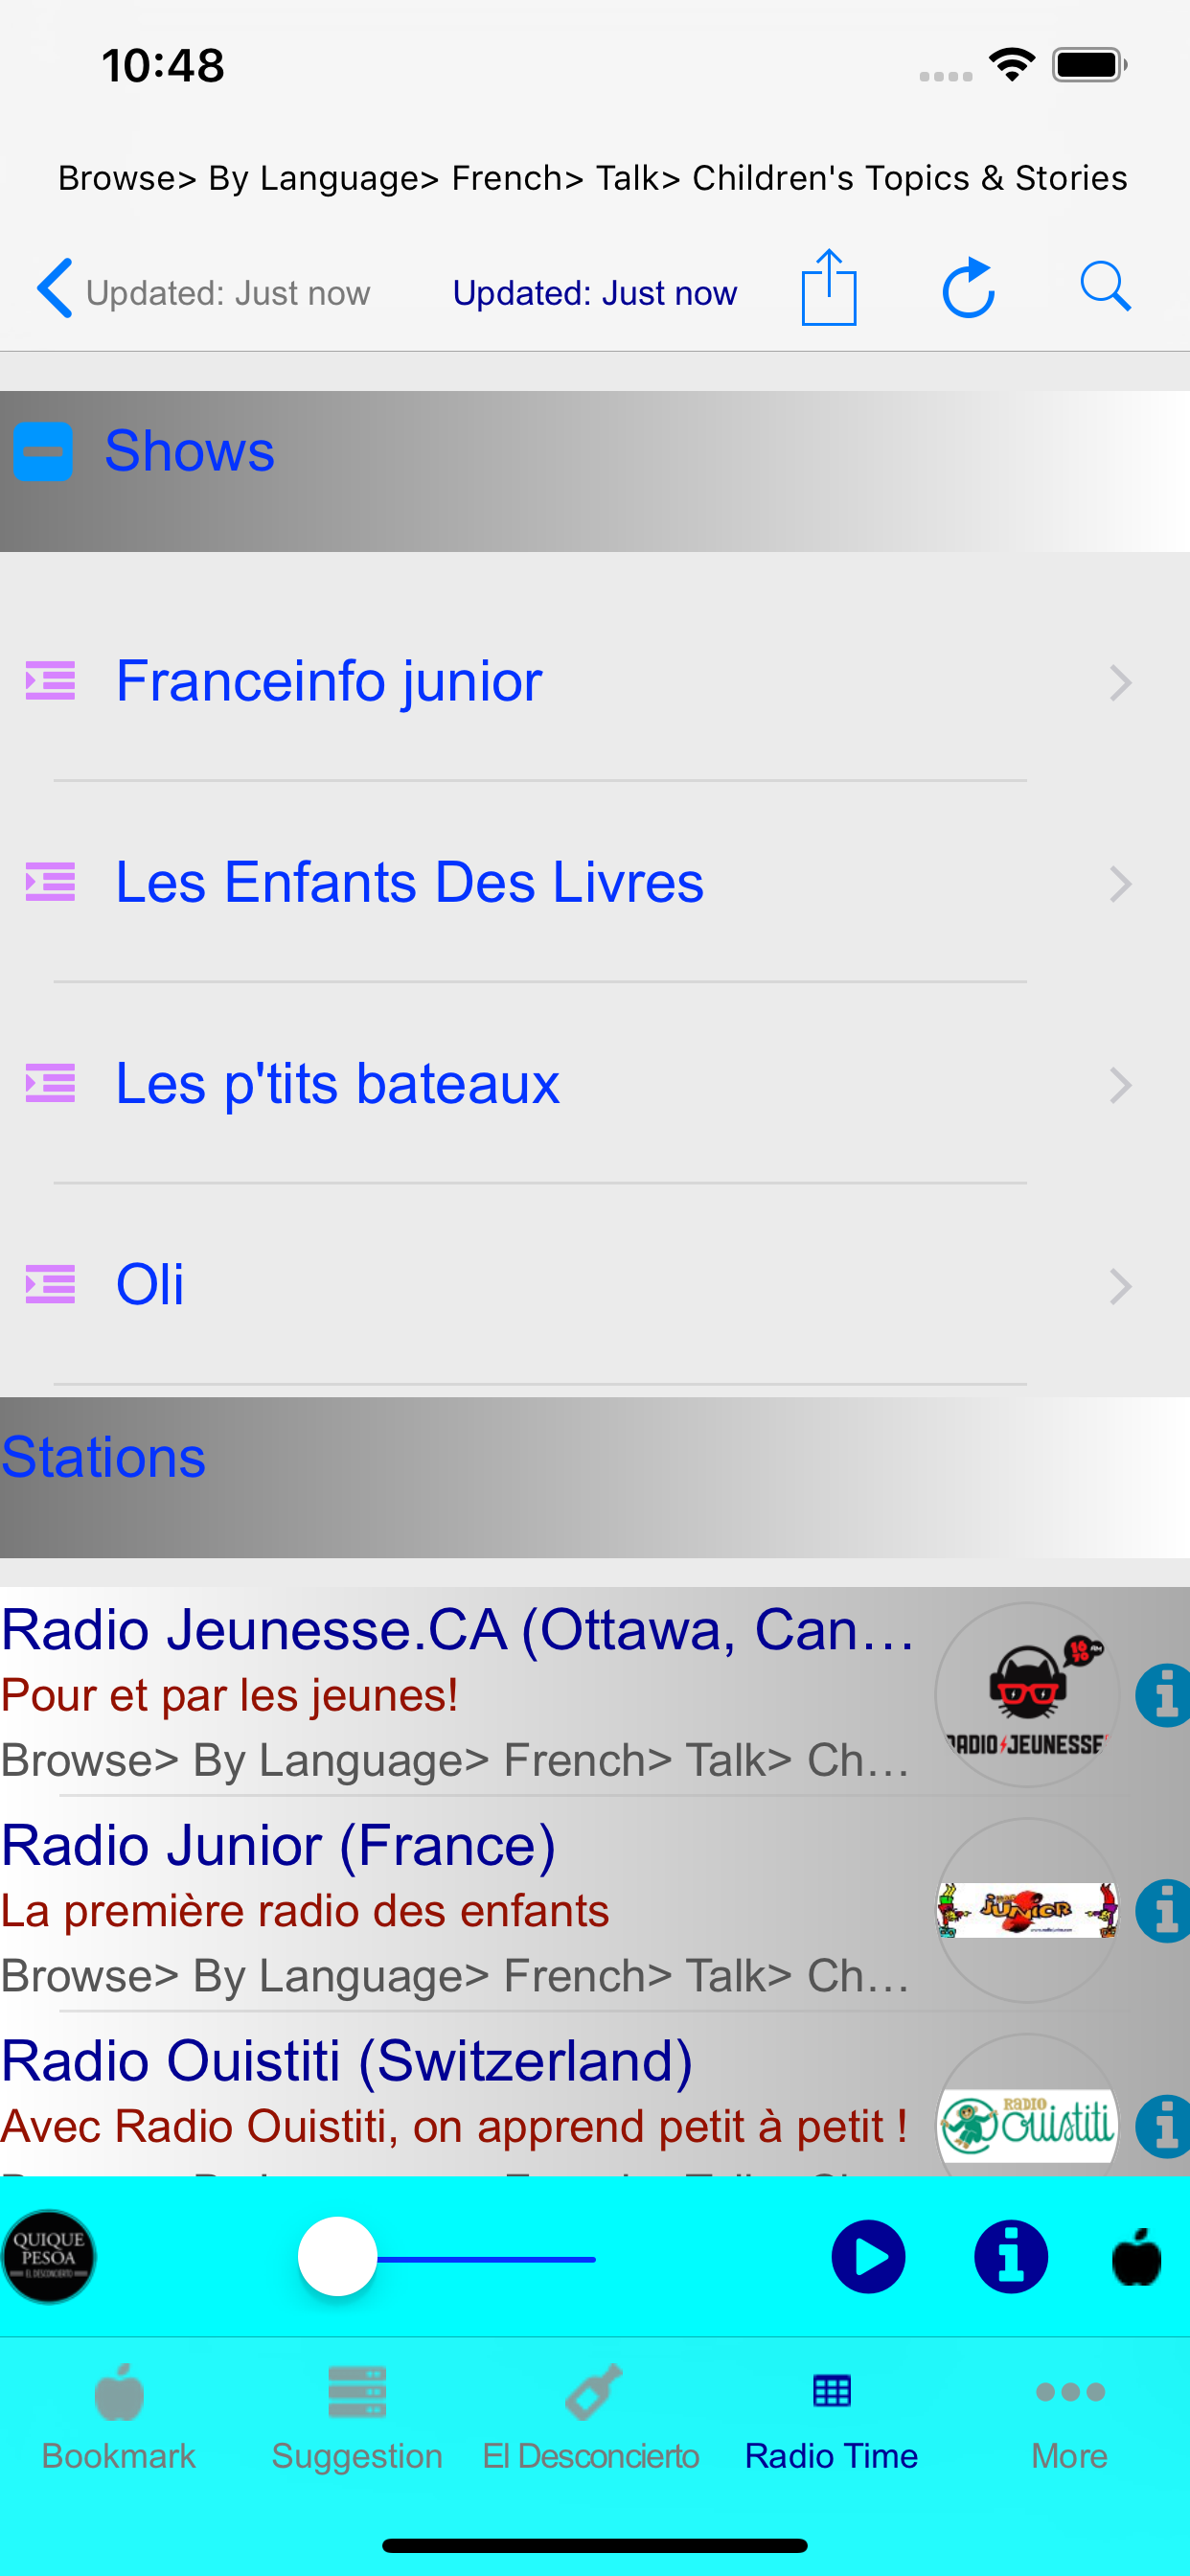 10:48
Browse> By Language> French> Talk> Children's Topics & Stories
Updated: Just now
Updated: Just now
Shows
Franceinfo junior
Les Enfants Des Livres
Les p'tits bateaux
Oli
Stations
Radio Jeunesse.CA (Ottawa, Can…
Pour et par les jeunes!
Browse> By Language> French> Talk> Ch…
RADIO JEUNESSE
Radio Junior (France)
La première radio des enfants
Browse> By Language> French> Talk> Ch…
JUNIOR
Radio Ouistiti (Switzerland)
Avec Radio Ouistiti, on apprend petit à petit !
RADIO
Ouistiti
QUIQUE
PESOA
EL DESCONCIERTO
Bookmark
Suggestion
El Desconcierto
Radio Time
More